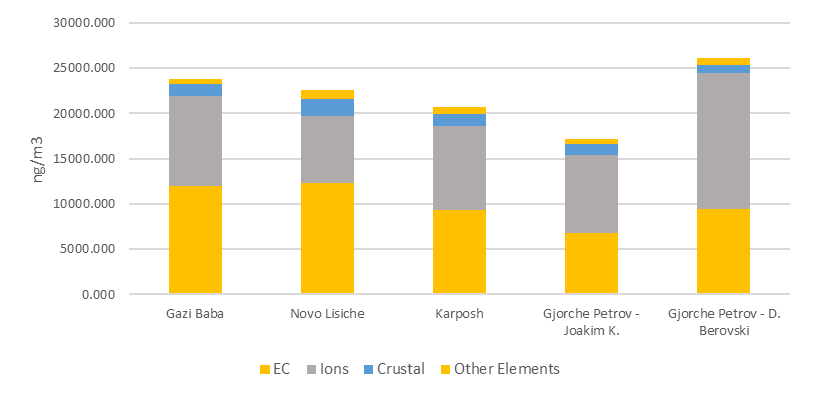 30000.000
25000.000
20000.000
15000.000
10000.000
5000.000
0.000
ng/m3
Gazi Baba
Novo Lisiche
Karposh
Gjorche Petrov -
Joakim K.
Gjorche Petrov - D.
Berovski
EC
Ions
Crustal
Other Elements